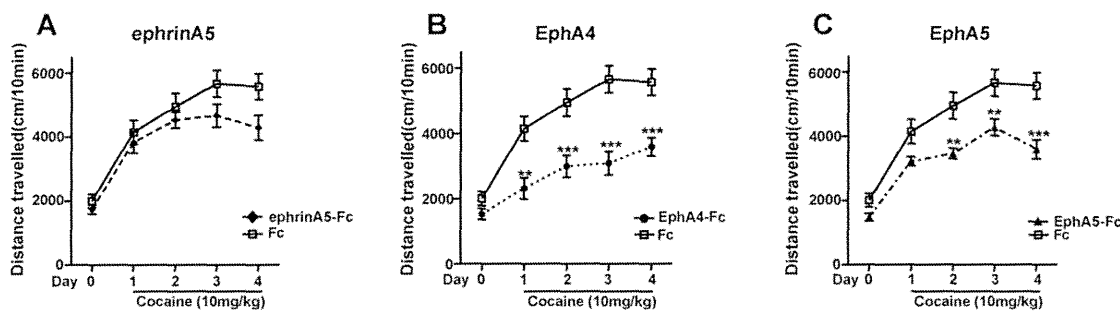 A
ephrinA5
Distance travelled(cm/10min)
6000
4000
2000
0
ephrinA5-Fc
Fc
Day 0 1 2 3 4
Cocaine (10mg/kg)
B
EphA4
Distance travelled(cm/10min)
6000
4000
2000
0
**
***
***
***
EphA4-Fc
Fc
Day 0 1 2 3 4
Cocaine (10mg/kg)
C
EphA5
Distance travelled(cm/10min)
6000
4000
2000
0
**
**
***
EphA5-Fc
Fc
Day 0 1 2 3 4
Cocaine (10mg/kg)